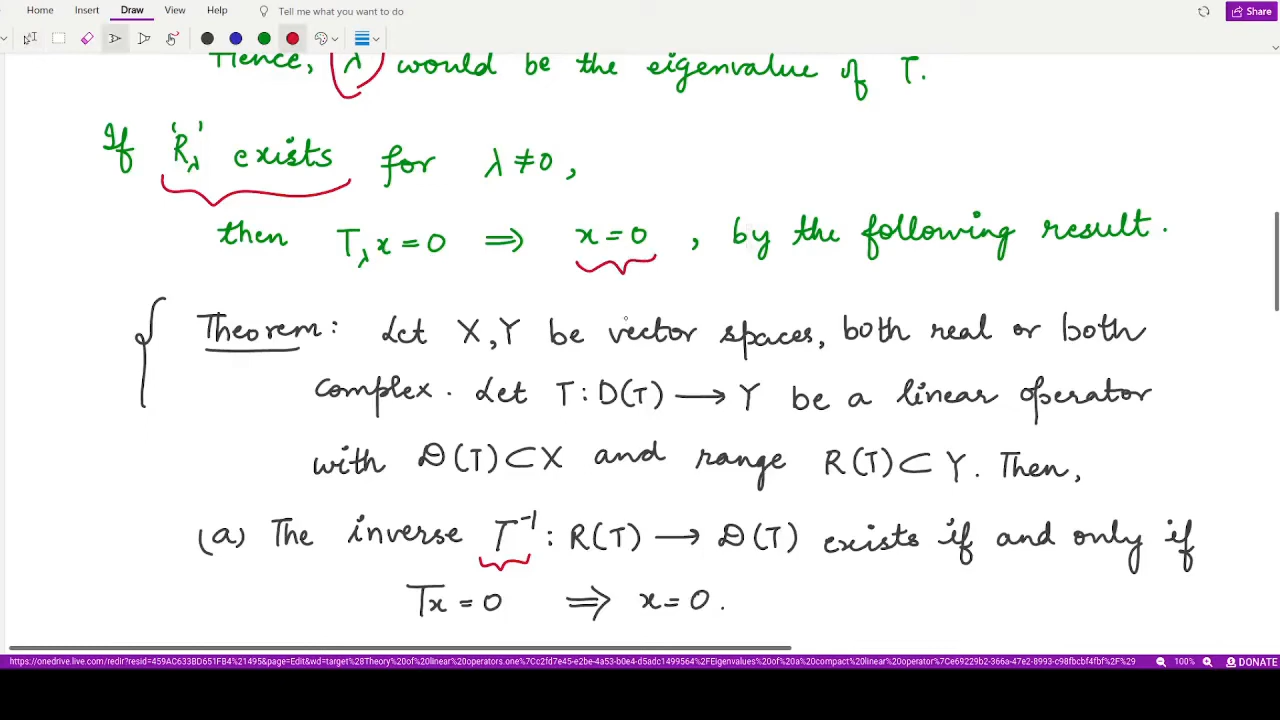 Home Insert Draw View Help Tell me what you want to do
Share
Hence, λ would be the eigenvalue of T.
If 'Rλ' exists for λ≠0,
then Tλx=0 ⇒ x=0, by the following result.
Theorem: Let X,Y be vector spaces, both real or both
complex. Let T:D(T)⟶Y be a linear operator
with D(T)⊂X and range R(T)⊂Y. Then,
(a) The inverse T⁻¹: R(T)⟶D(T) exists if and only if
Tx=0 ⇒ x=0.
100% DONATE